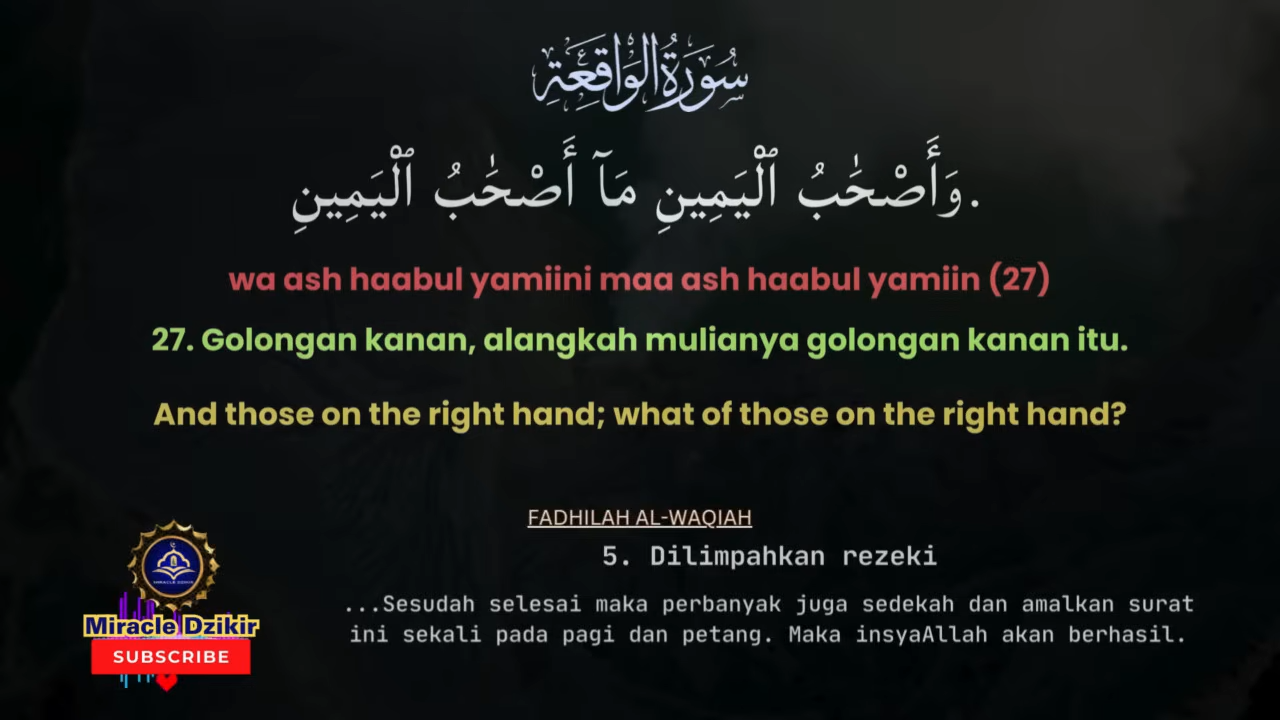 سُورَةُ الوَاقِعَةِ
وَأَصْحَٰبُ ٱلْيَمِينِ مَآ أَصْحَٰبُ ٱلْيَمِينِ.
wa ash haabul yamiini maa ash haabul yamiin (27)
27. Golongan kanan, alangkah mulianya golongan kanan itu.
And those on the right hand; what of those on the right hand?
FADHILAH AL-WAQIAH
5. Dilimpahkan rezeki
...Sesudah selesai maka perbanyak juga sedekah dan amalkan surat
ini sekali pada pagi dan petang. Maka insyaAllah akan berhasil.
MIRACLE DZIKIR
Miracle Dzikir
SUBSCRIBE